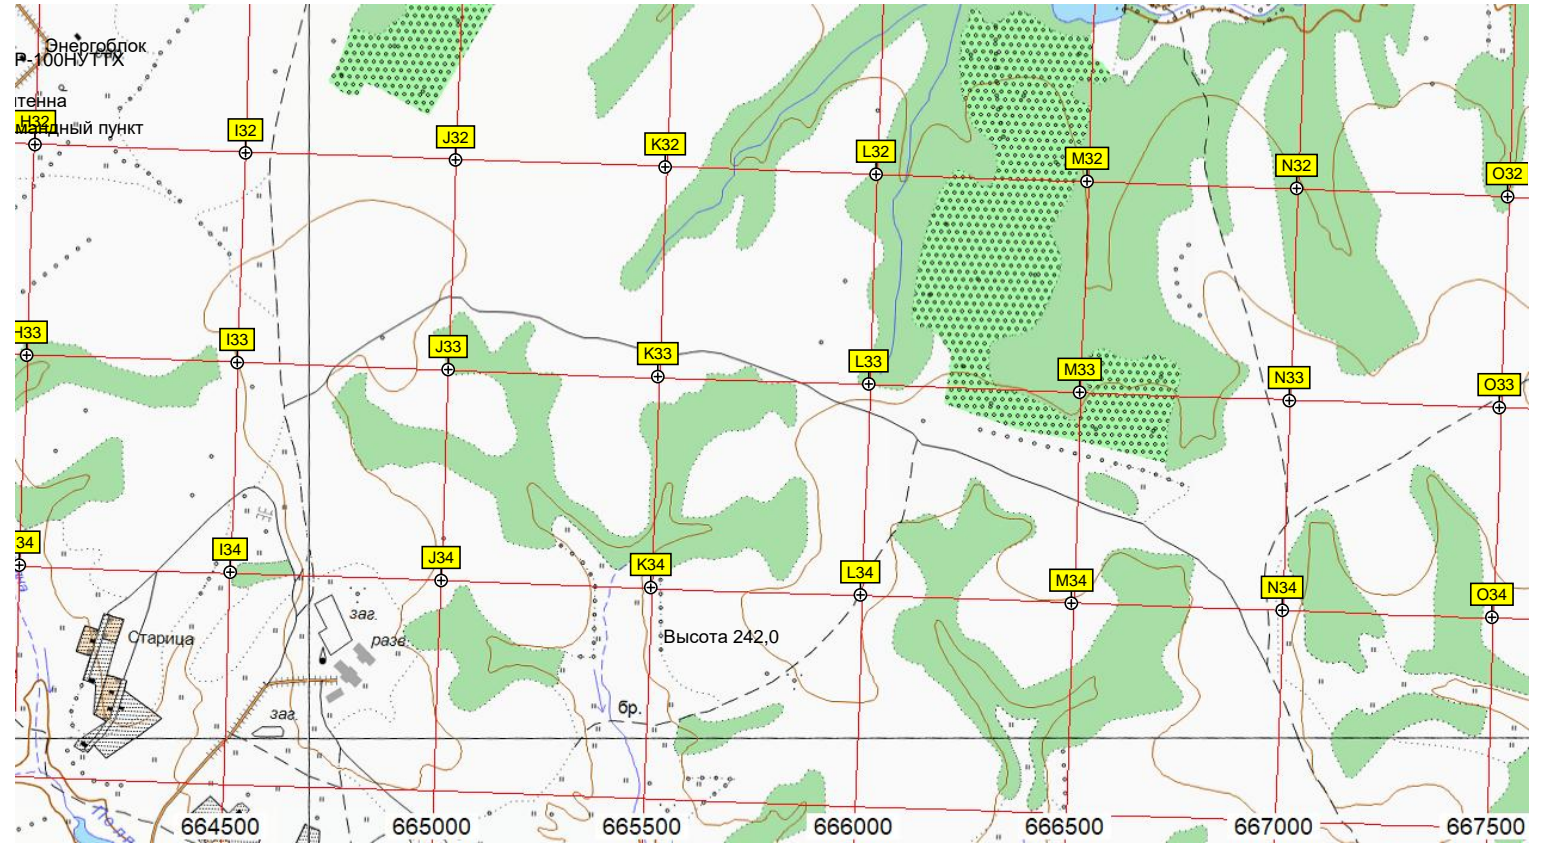 Энергоблок
Р-100НУТТХ
тенна
мандный пункт
H32
I32
J32
K32
L32
M32
N32
O32
H33
I33
J33
K33
L33
M33
N33
O33
34
I34
J34
K34
L34
M34
N34
O34
Старица
заг.
разв.
Высота 242,0
заг.
бр.
664500
665000
665500
666000
666500
667000
667500